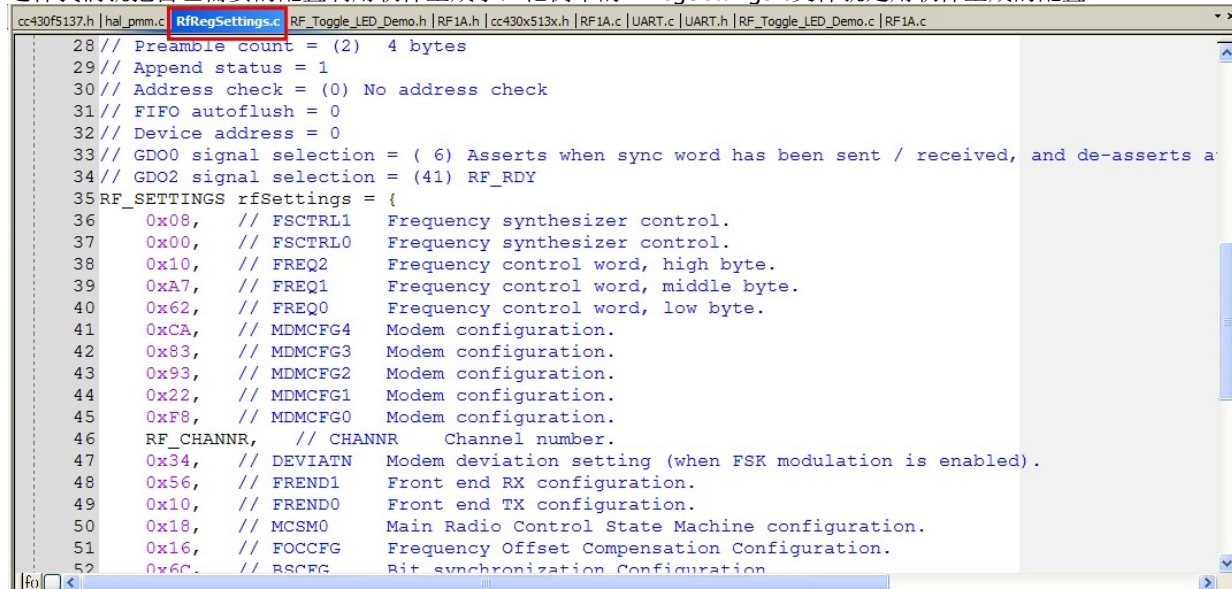 cc430f5137.h | hal_pmm.c | RfRegSettings.c | RF_Toggle_LED_Demo.h | RF1A.h | cc430x513x.h | RF1A.c | UART.c | UART.h | RF_Toggle_LED_Demo.c | RF1A.c
28// Preamble count = (2)  4 bytes
29// Append status = 1
30// Address check = (0) No address check
31// FIFO autoflush = 0
32// Device address = 0
33// GDO0 signal selection = ( 6) Asserts when sync word has been sent / received, and de-asserts a
34// GDO2 signal selection = (41) RF_RDY
35RF_SETTINGS rfSettings = {
36    0x08,   // FSCTRL1   Frequency synthesizer control.
37    0x00,   // FSCTRL0   Frequency synthesizer control.
38    0x10,   // FREQ2     Frequency control word, high byte.
39    0xA7,   // FREQ1     Frequency control word, middle byte.
40    0x62,   // FREQ0     Frequency control word, low byte.
41    0xCA,   // MDMCFG4   Modem configuration.
42    0x83,   // MDMCFG3   Modem configuration.
43    0x93,   // MDMCFG2   Modem configuration.
44    0x22,   // MDMCFG1   Modem configuration.
45    0xF8,   // MDMCFG0   Modem configuration.
46    RF_CHANNR,   // CHANNR    Channel number.
47    0x34,   // DEVIATN   Modem deviation setting (when FSK modulation is enabled).
48    0x56,   // FREND1    Front end RX configuration.
49    0x10,   // FREND0    Front end TX configuration.
50    0x18,   // MCSM0     Main Radio Control State Machine configuration.
51    0x16,   // FOCCFG    Frequency Offset Compensation Configuration.
52    0x6C,   // BSCFG     Bit synchronization Configuration
fo